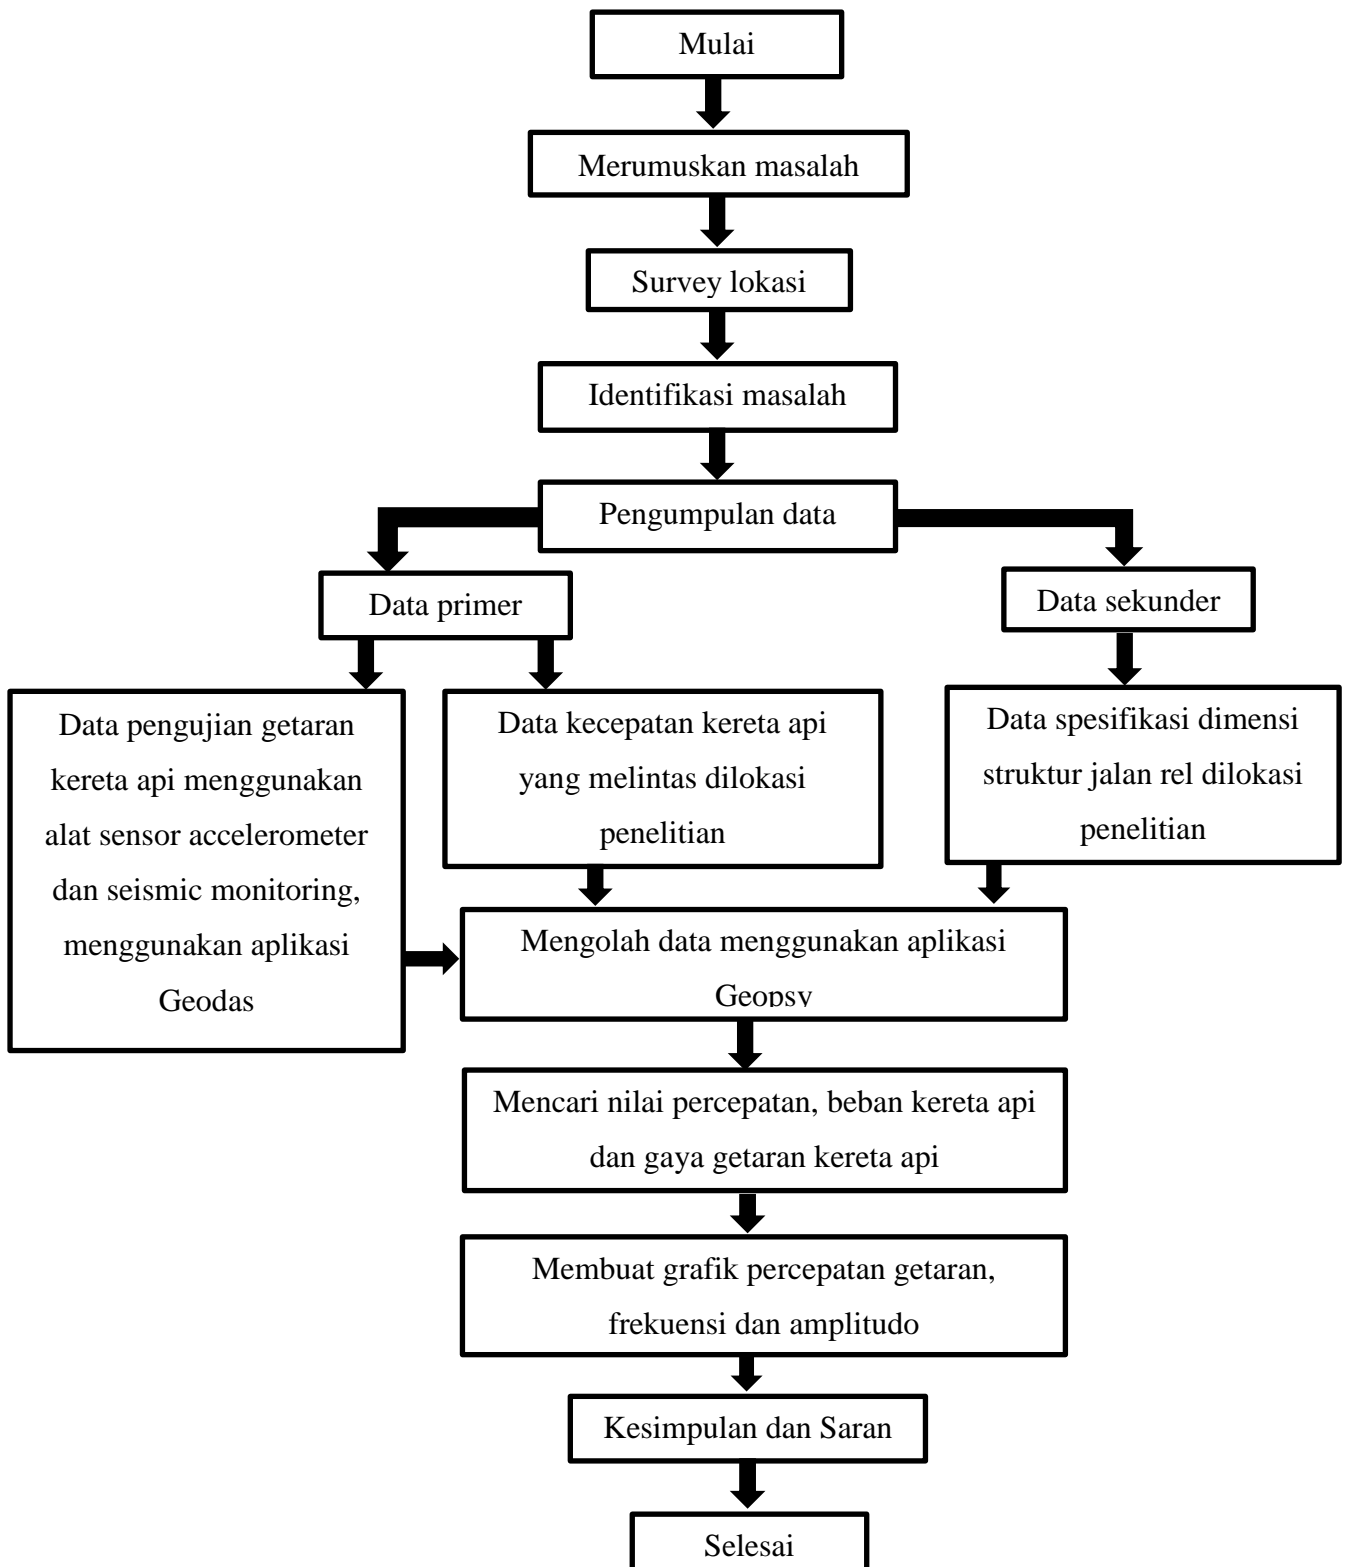 Mulai
Merumuskan masalah
Survey lokasi
Identifikasi masalah
Pengumpulan data
Data primer
Data sekunder
Data pengujian getaran
kereta api menggunakan
alat sensor accelerometer
dan seismic monitoring,
menggunakan aplikasi
Geodas
Data kecepatan kereta api
yang melintas dilokasi
penelitian
Data spesifikasi dimensi
struktur jalan rel dilokasi
penelitian
Mengolah data menggunakan aplikasi
Geopsy
Mencari nilai percepatan, beban kereta api
dan gaya getaran kereta api
Membuat grafik percepatan getaran,
frekuensi dan amplitudo
Kesimpulan dan Saran
Selesai